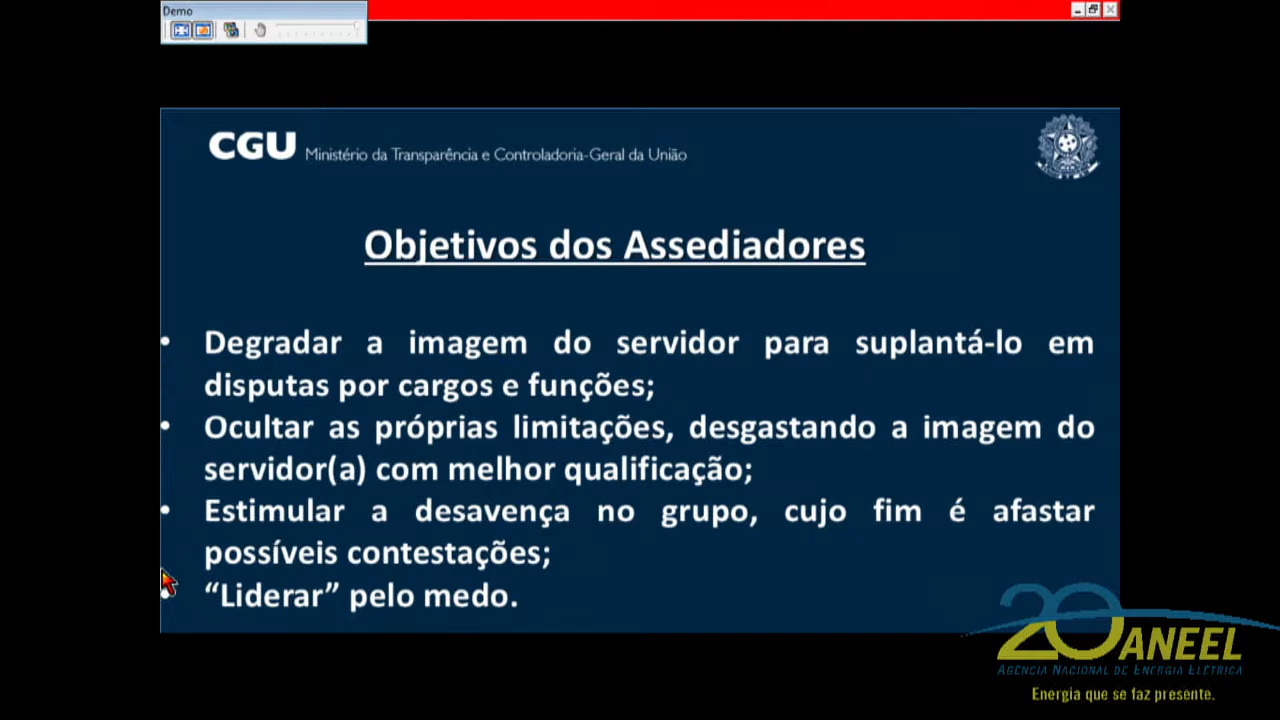 Demo
CGU Ministério da Transparência e Controladoria-Geral da União
Objetivos dos Assediadores
• Degradar a imagem do servidor para suplantá-lo em
disputas por cargos e funções;
• Ocultar as próprias limitações, desgastando a imagem do
servidor(a) com melhor qualificação;
• Estimular a desavença no grupo, cujo fim é afastar
possíveis contestações;
• “Liderar” pelo medo.
20 ANEEL
AGÊNCIA NACIONAL DE ENERGIA ELÉTRICA
Energia que se faz presente.